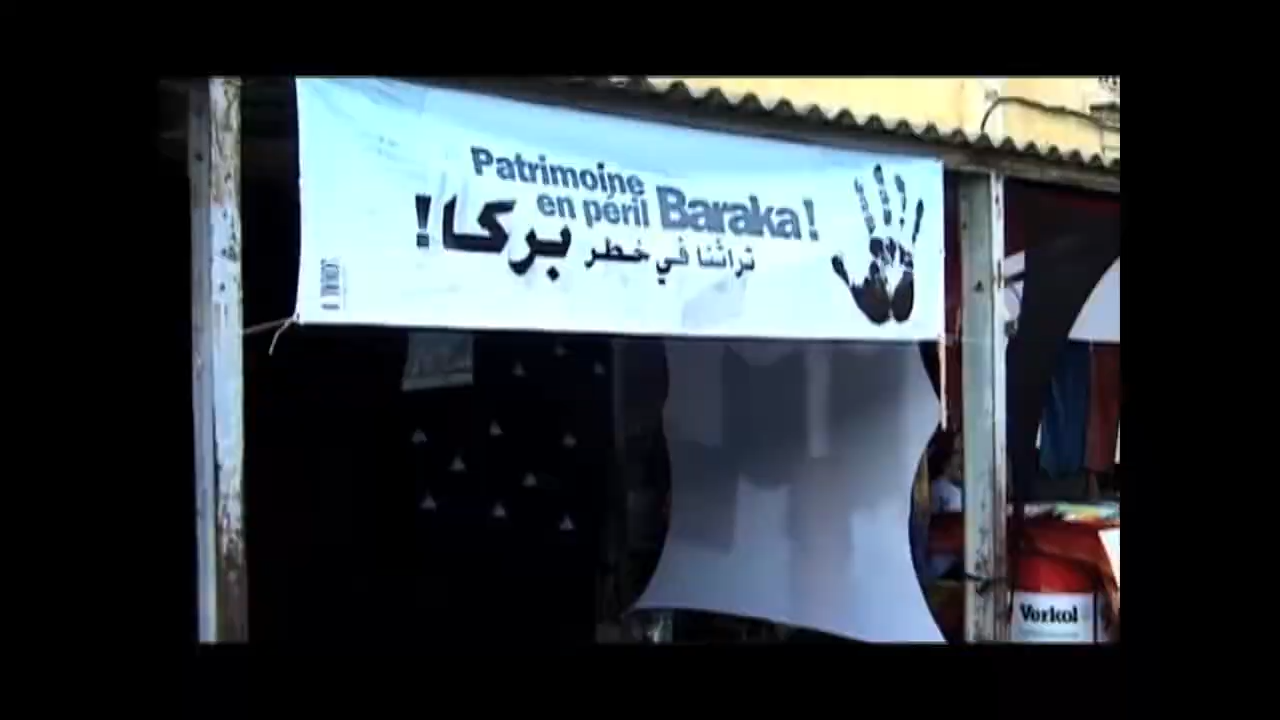 Patrimoine
en péril Baraka !
تراثنا في خطر بركا!
Verkol